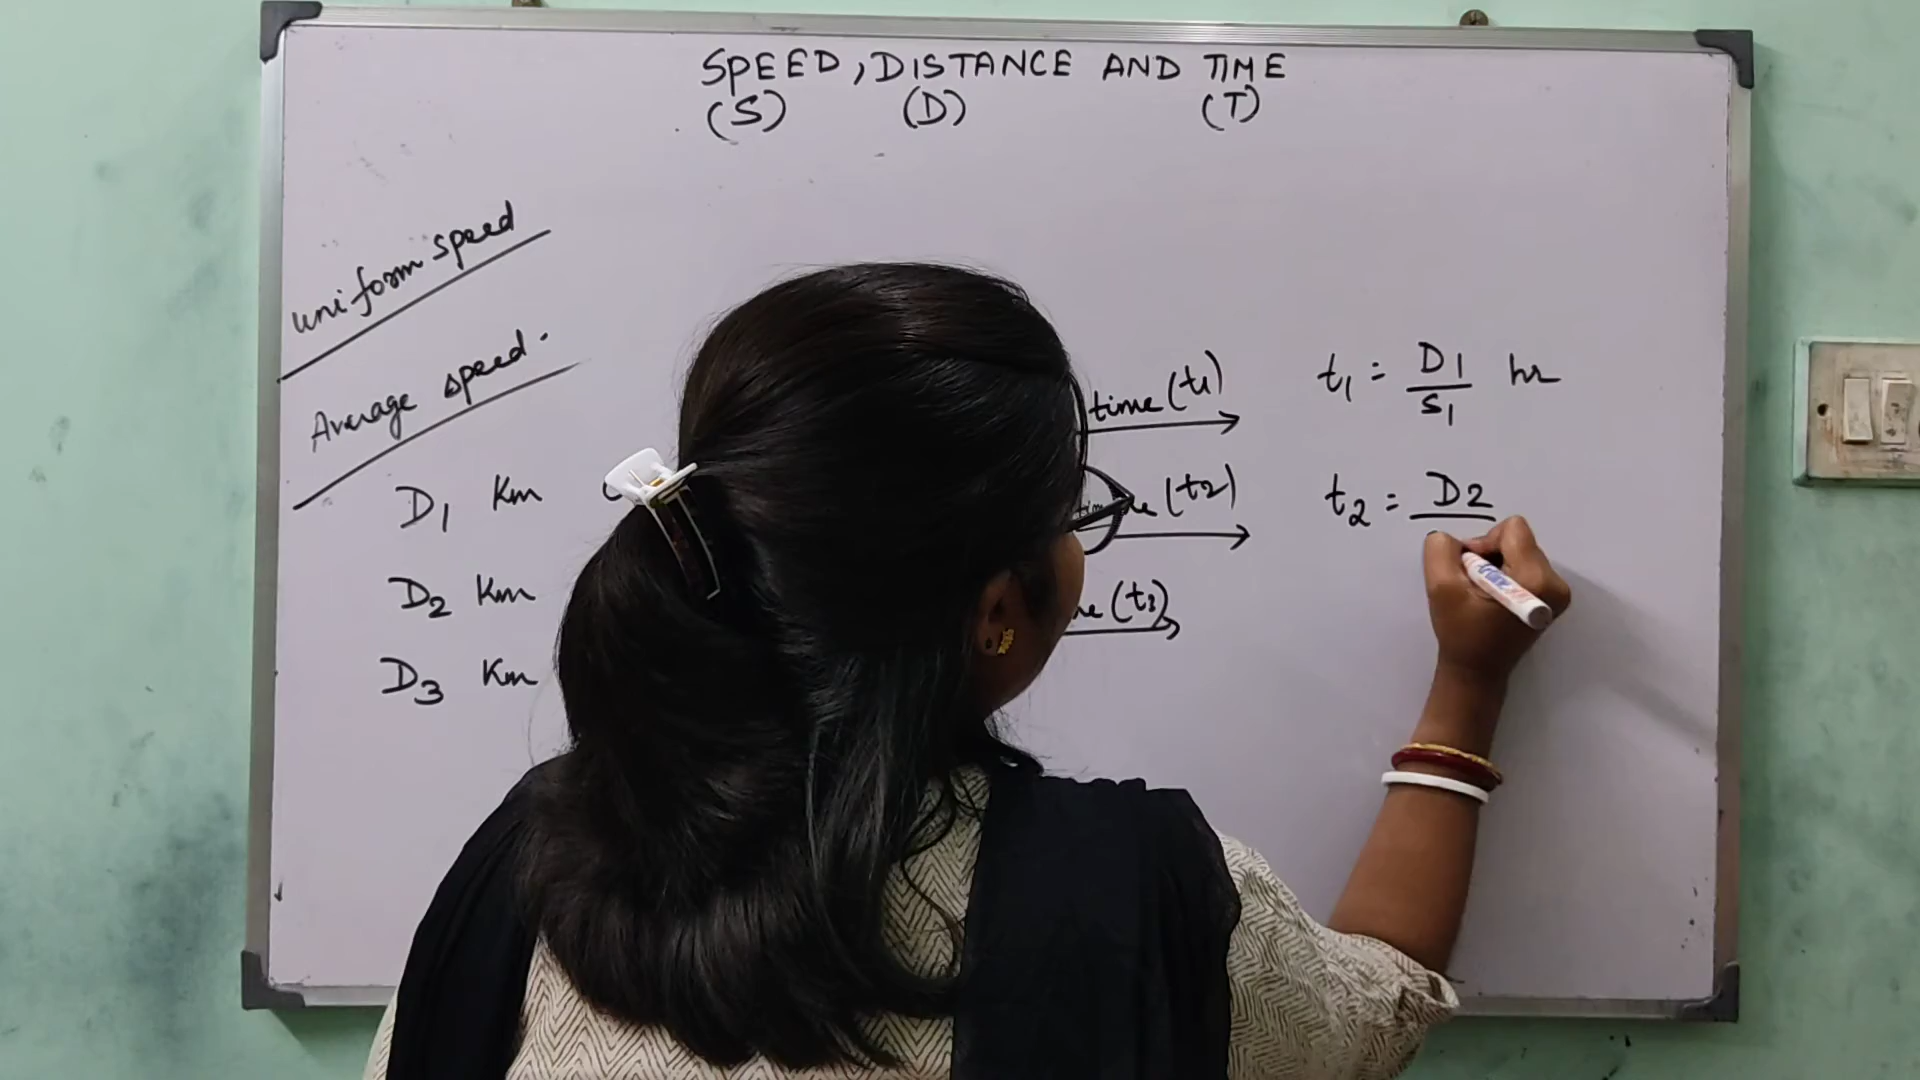 SPEED, DISTANCE AND TIME
(S) (D) (T)
uniform speed
Average speed.
D1 Km
D2 Km
D3 Km
time (t1)
(t2)
(t3)
t1 = D1 / S1 hr
t2 = D2